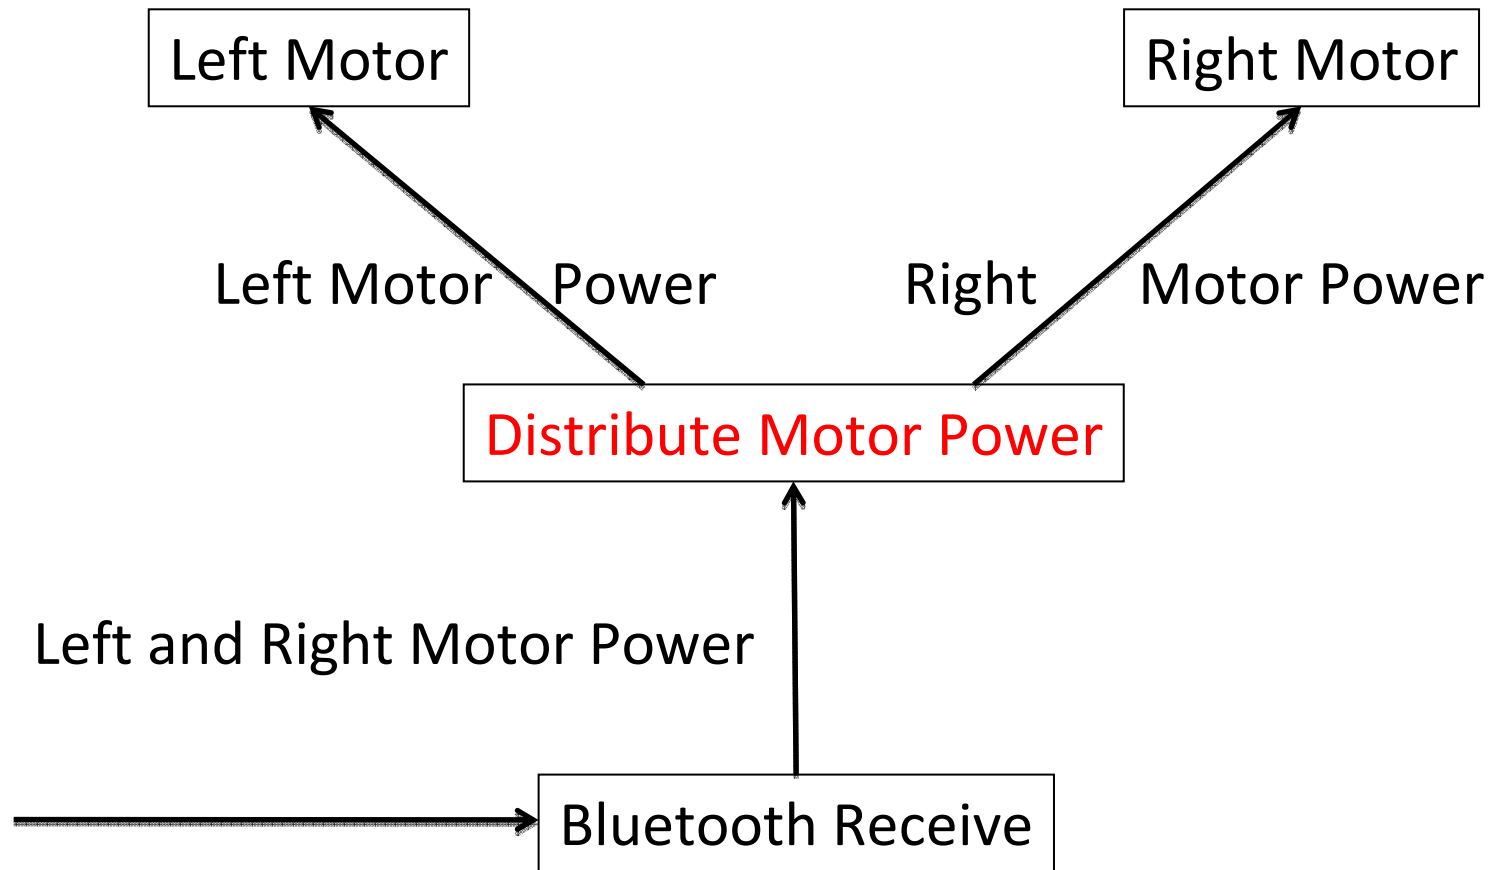 Left Motor
Right Motor
Left Motor Power
Right Motor Power
Distribute Motor Power
Left and Right Motor Power
Bluetooth Receive